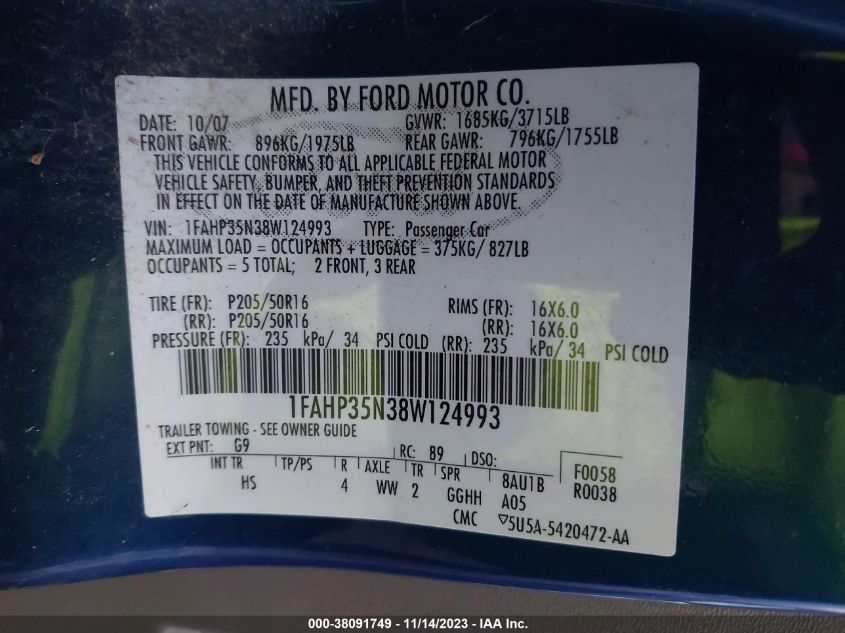 MFD. BY FORD MOTOR CO.
DATE: 10/07 GVWR: 1685KG/3715LB
FRONT GAWR: 896KG/1975LB REAR GAWR: 796KG/1755LB
THIS VEHICLE CONFORMS TO ALL APPLICABLE FEDERAL MOTOR
VEHICLE SAFETY, BUMPER, AND THEFT PREVENTION STANDARDS
IN EFFECT ON THE DATE OF MANUFACTURE SHOWN ABOVE.
VIN: 1FAHP35N38W124993 TYPE: Passenger Car
MAXIMUM LOAD = OCCUPANTS + LUGGAGE = 375KG/ 827LB
OCCUPANTS = 5 TOTAL; 2 FRONT, 3 REAR
TIRE (FR): P205/50R16 RIMS (FR): 16X6.0
(RR): P205/50R16 (RR): 16X6.0
PRESSURE (FR): 235 kPa/ 34 PSI COLD (RR): 235 kPa/ 34 PSI COLD
1FAHP35N38W124993
TRAILER TOWING - SEE OWNER GUIDE
EXT PNT: G9 RC: 89 DSO: F0058
INT TR TP/PS R AXLE TR SPR 8AU1B R0038
HS 4 WW 2 GGHH A05
CMC 5U5A-5420472-AA
000-38091749 - 11/14/2023 - IAA Inc.